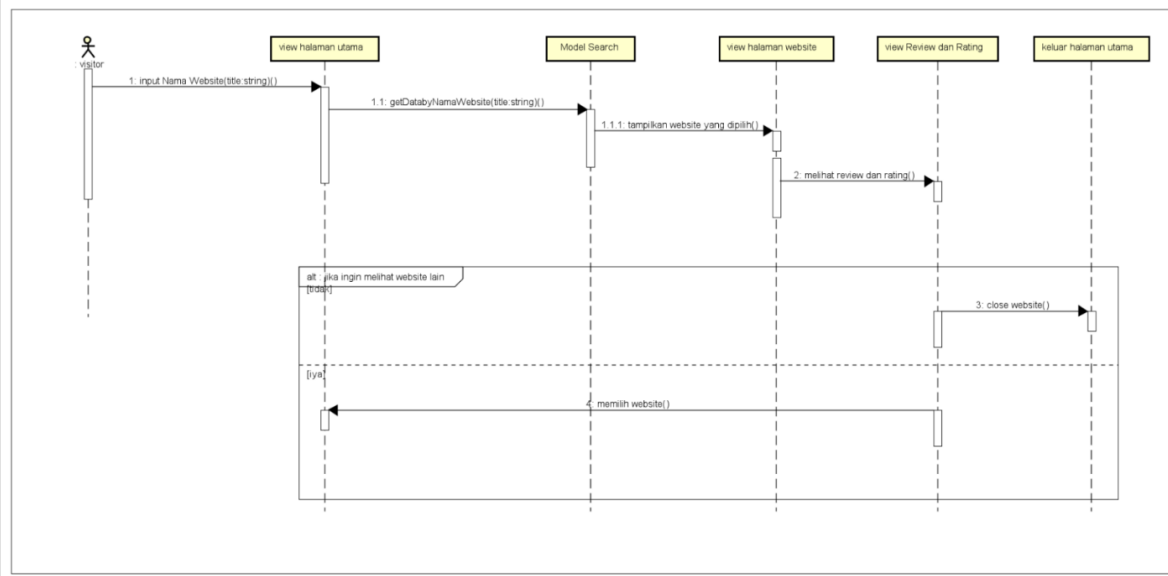 : visitor
view halaman utama
Model Search
view halaman website
view Review dan Rating
keluar halaman utama
1: input Nama Website(title:string)()
1.1: getDatabyNamaWebsite(title:string)()
1.1.1: tampilkan website yang dipilih()
2: melihat review dan rating()
alt : jika ingin melihat website lain
[tidak]
3: close website()
[iya]
4: memilih website()